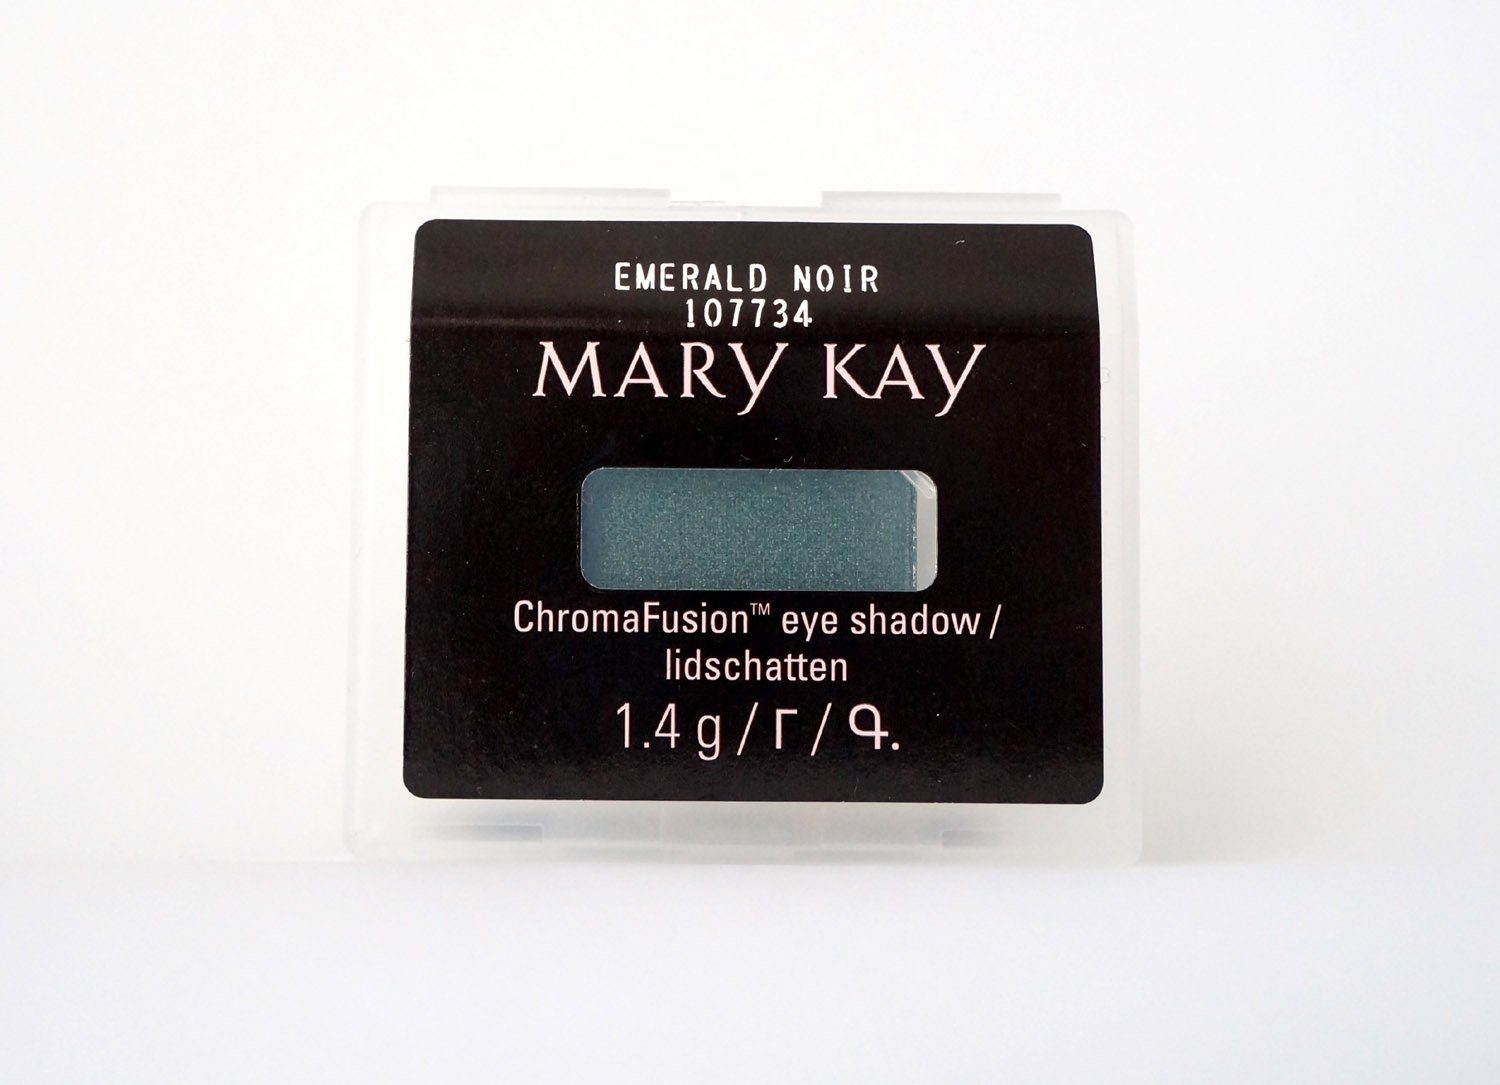 EMERALD NOIR
107734
MARY KAY
ChromaFusion™ eye shadow /
lidschatten
1.4 g / г / Գ.